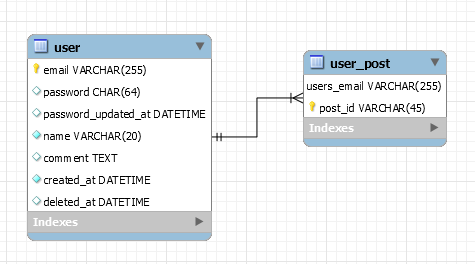 user
email VARCHAR(255)
password CHAR(64)
password_updated_at DATETIME
name VARCHAR(20)
comment TEXT
created_at DATETIME
deleted_at DATETIME
Indexes
user_post
users_email VARCHAR(255)
post_id VARCHAR(45)
Indexes